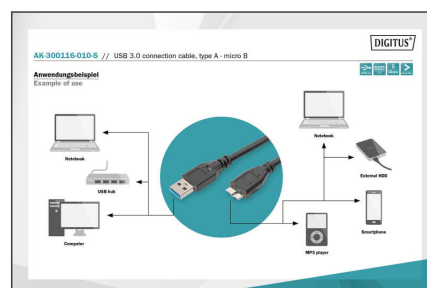 DIGITUS®
AK-300116-010-S // USB 3.0 connection cable, type A - micro B
Anwendungsbeispiel
Example of use
Notebook
USB hub
Computer
Notebook
External HDD
Smartphone
MP3 player